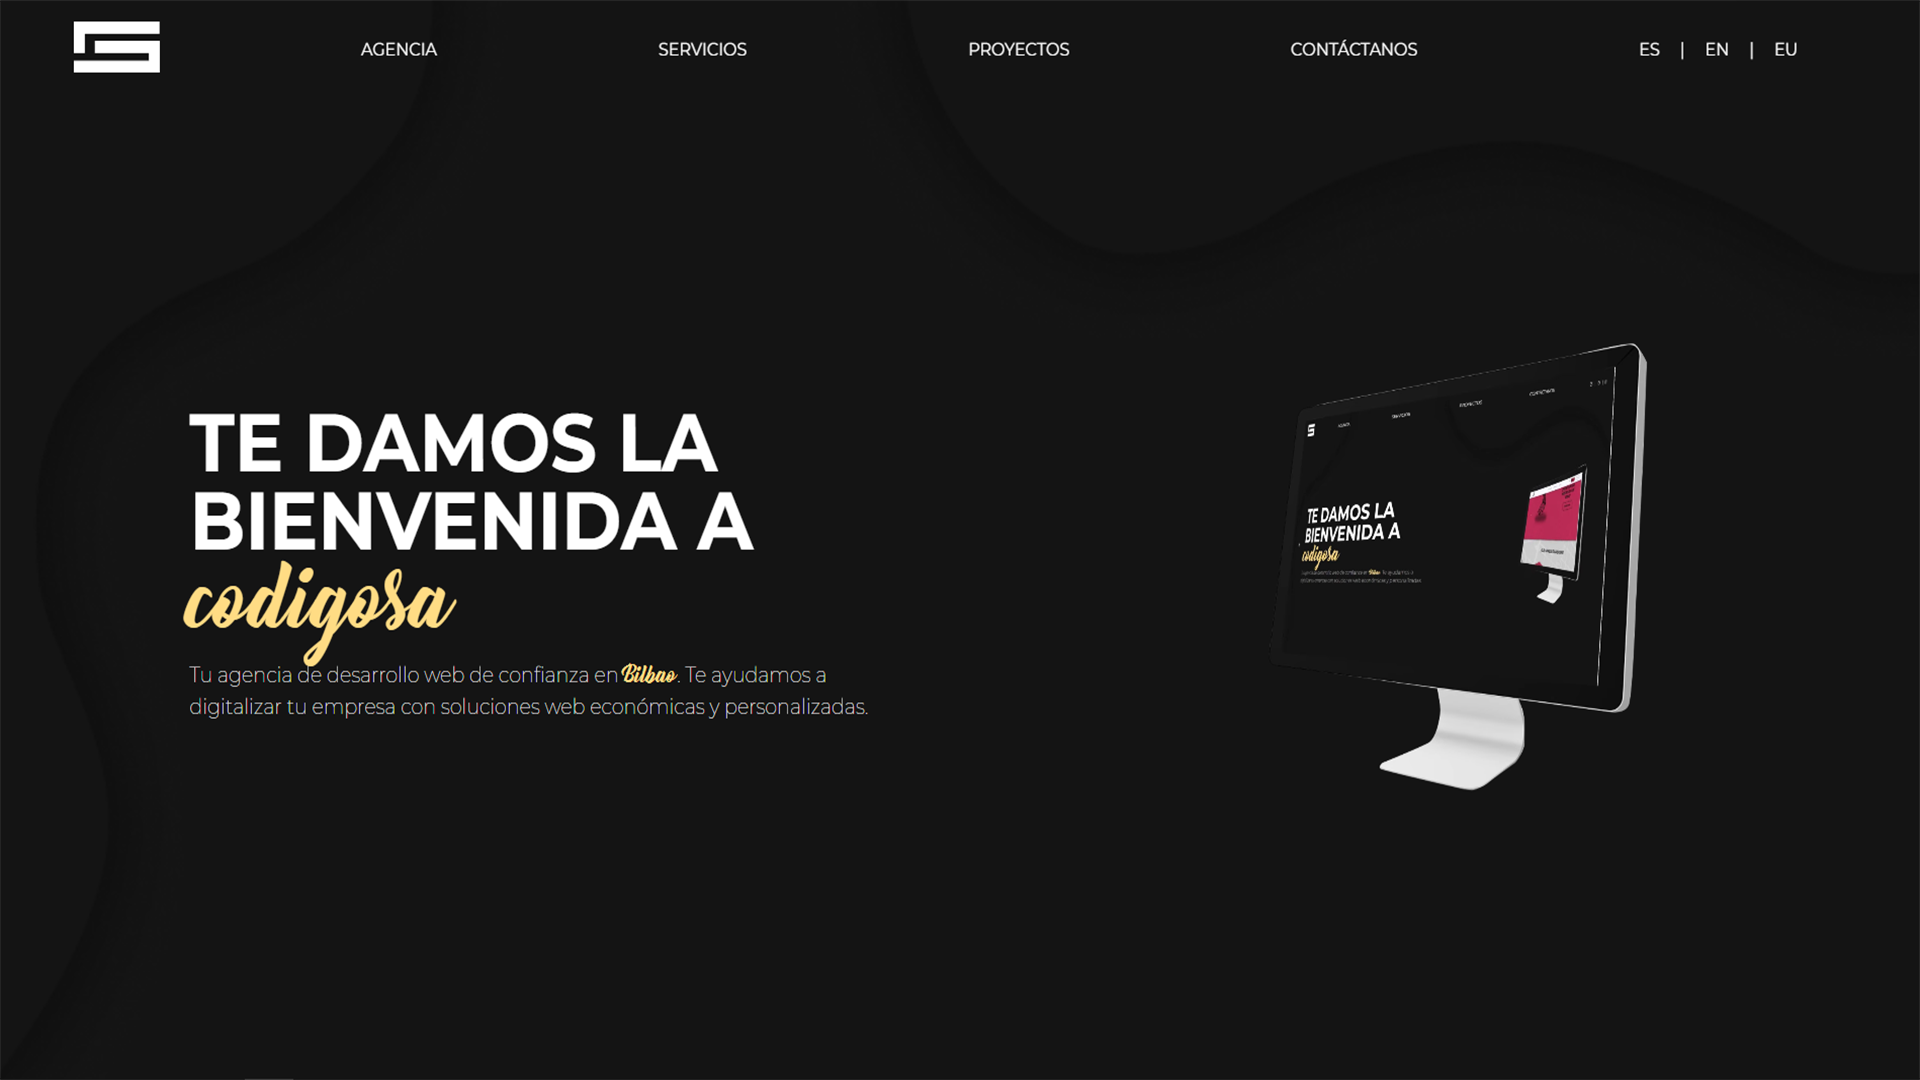 AGENCIA
SERVICIOS
PROYECTOS
CONTÁCTANOS
ES | EN | EU
TE DAMOS LA
BIENVENIDA A
codigosa
Tu agencia de desarrollo web de confianza en Bilbao. Te ayudamos a
digitalizar tu empresa con soluciones web económicas y personalizadas.
PROYECTOS
TE DAMOS LA
BIENVENIDA A
codigosa